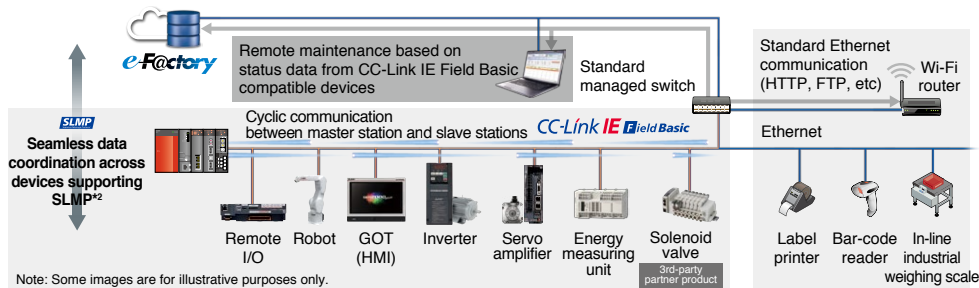 e-F@ctory
Remote maintenance based on
status data from CC-Link IE Field Basic
compatible devices
Standard
managed switch
Standard Ethernet
communication
(HTTP, FTP, etc)
Wi-Fi
router
SLMP
Seamless data
coordination across
devices supporting
SLMP*2
Cyclic communication
between master station and slave stations
CC-Link IE Field Basic
Ethernet
Remote
I/O
Robot
GOT
(HMI)
Inverter
Servo
amplifier
Energy
measuring
unit
Solenoid
valve
3rd-party
partner product
Label
printer
Bar-code
reader
In-line
industrial
weighing scale
Note: Some images are for illustrative purposes only.